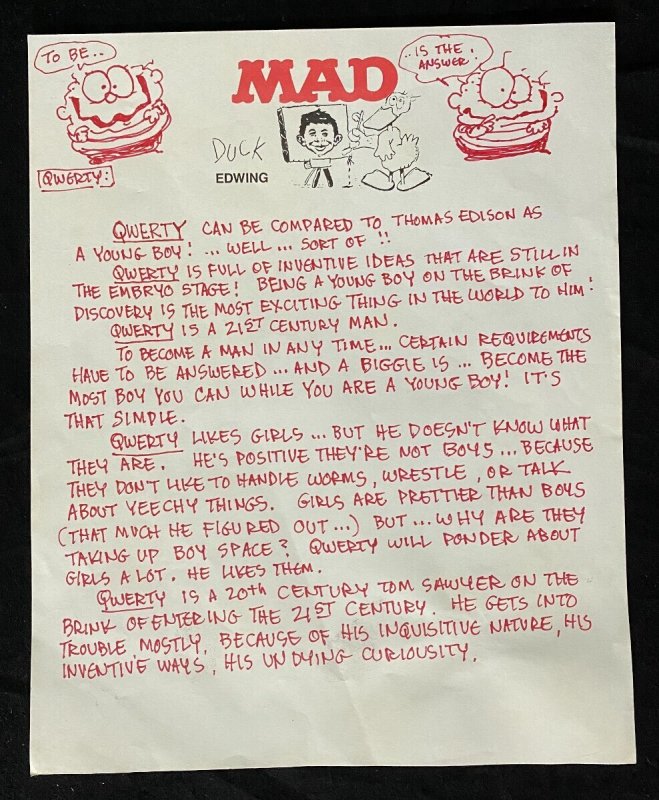 TO BE..
..IS THE
ANSWER!
MAD
DUCK
EDWING
QWERTY:
QWERTY CAN BE COMPARED TO THOMAS EDISON AS
A YOUNG BOY! ... WELL ... SORT OF !!
QWERTY IS FULL OF INVENTIVE IDEAS THAT ARE STILL IN
THE EMBRYO STAGE! BEING A YOUNG BOY ON THE BRINK OF
DISCOVERY IS THE MOST EXCITING THING IN THE WORLD TO HIM!
QWERTY IS A 21ST CENTURY MAN.
TO BECOME A MAN IN ANY TIME... CERTAIN REQUIREMENTS
HAVE TO BE ANSWERED ... AND A BIGGIE IS ... BECOME THE
MOST BOY YOU CAN WHILE YOU ARE A YOUNG BOY! IT'S
THAT SIMPLE.
QWERTY LIKES GIRLS ... BUT HE DOESN'T KNOW WHAT
THEY ARE. HE'S POSITIVE THEY'RE NOT BOYS ... BECAUSE
THEY DON'T LIKE TO HANDLE WORMS, WRESTLE, OR TALK
ABOUT YEECHY THINGS. GIRLS ARE PRETTIER THAN BOYS
(THAT MUCH HE FIGURED OUT...) BUT ... WHY ARE THEY
TAKING UP BOY SPACE? QWERTY WILL PONDER ABOUT
GIRLS A LOT. HE LIKES THEM.
QWERTY IS A 20th CENTURY TOM SAWYER ON THE
BRINK OF ENTERING THE 21ST CENTURY. HE GETS INTO
TROUBLE, MOSTLY, BECAUSE OF HIS INQUISITIVE NATURE, HIS
INVENTIVE WAYS, HIS UNDYING CURIOUSITY.